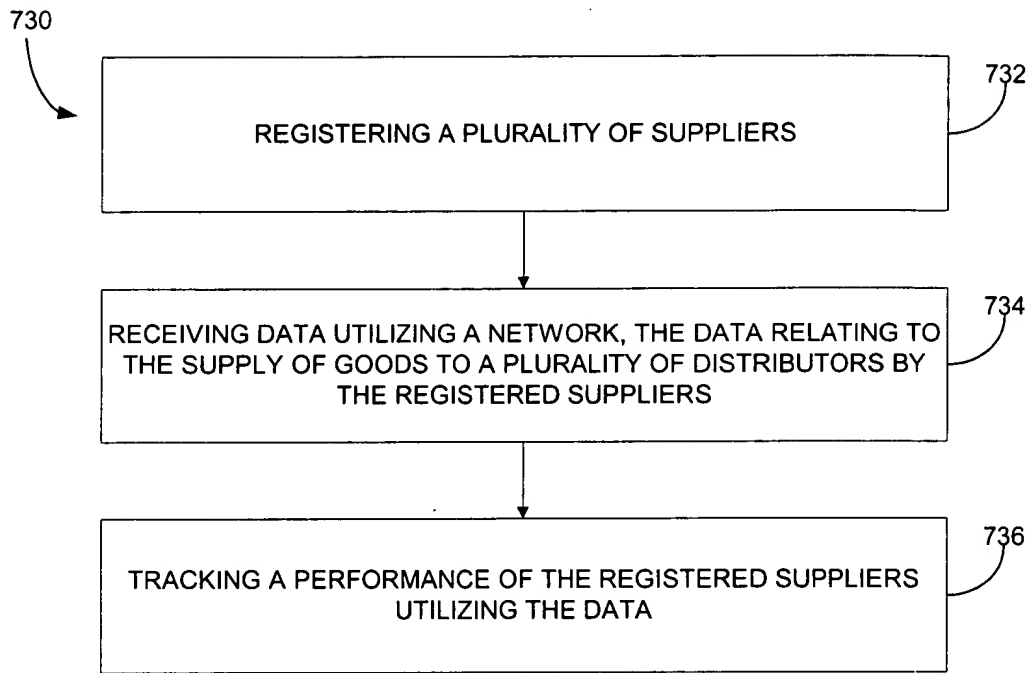 730
732
REGISTERING A PLURALITY OF SUPPLIERS
734
RECEIVING DATA UTILIZING A NETWORK, THE DATA RELATING TO
THE SUPPLY OF GOODS TO A PLURALITY OF DISTRIBUTORS BY
THE REGISTERED SUPPLIERS
736
TRACKING A PERFORMANCE OF THE REGISTERED SUPPLIERS
UTILIZING THE DATA